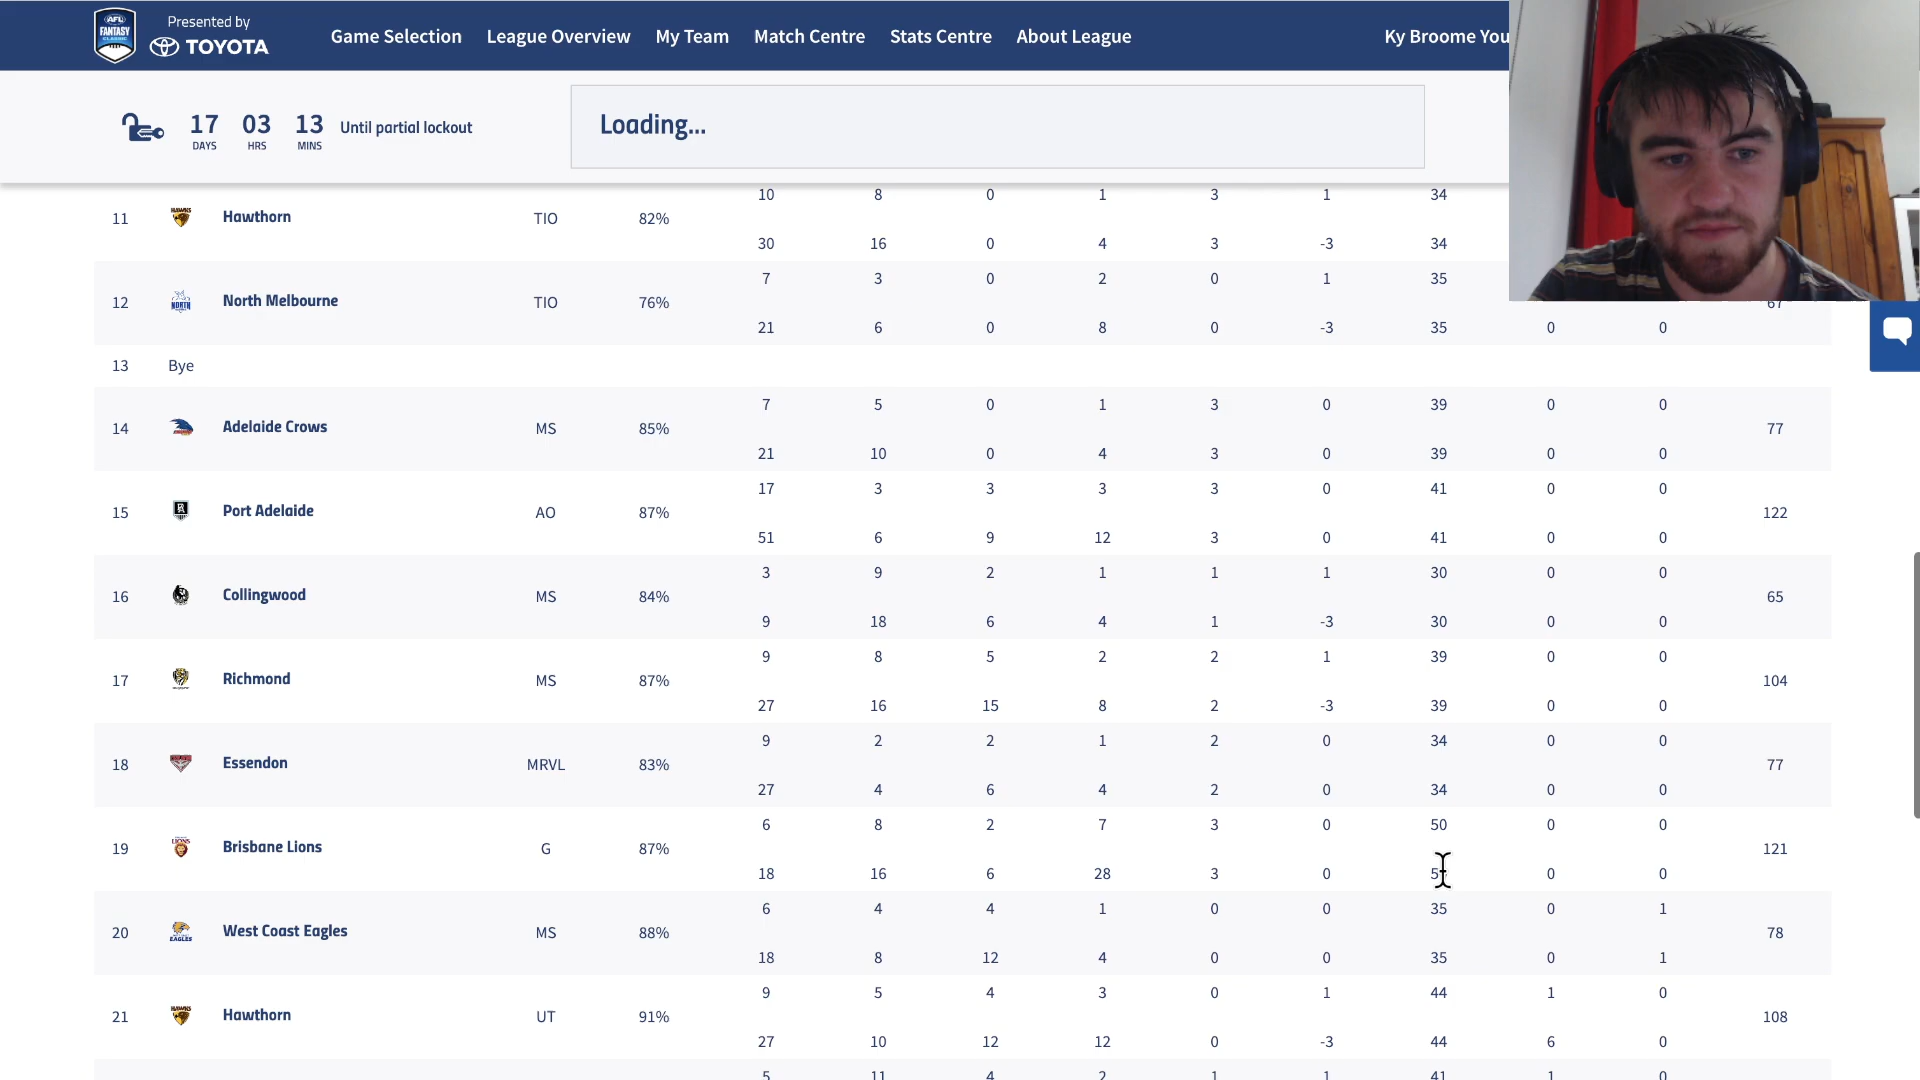 AFL FANTASY CLASSIC
Presented by
TOYOTA
Game Selection League Overview My Team Match Centre Stats Centre About League
Ky Broome You
17 03 13 Until partial lockout
DAYS HRS MINS
Loading...
10 8 0 1 3 1 34
11 Hawthorn TIO 82%
30 16 0 4 3 -3 34
7 3 0 2 0 1 35
12 North Melbourne TIO 76% 67
21 6 0 8 0 -3 35 0 0
13 Bye
7 5 0 1 3 0 39 0 0
14 Adelaide Crows MS 85% 77
21 10 0 4 3 0 39 0 0
17 3 3 3 3 0 41 0 0
15 Port Adelaide AO 87% 122
51 6 9 12 3 0 41 0 0
3 9 2 1 1 1 30 0 0
16 Collingwood MS 84% 65
9 18 6 4 1 -3 30 0 0
9 8 5 2 2 1 39 0 0
17 Richmond MS 87% 104
27 16 15 8 2 -3 39 0 0
9 2 2 1 2 0 34 0 0
18 Essendon MRVL 83% 77
27 4 6 4 2 0 34 0 0
6 8 2 7 3 0 50 0 0
19 Brisbane Lions G 87% 121
18 16 6 28 3 0 0 0
6 4 4 1 0 0 35 0 1
20 West Coast Eagles MS 88% 78
18 8 12 4 0 0 35 0 1
9 5 4 3 0 1 44 1 0
21 Hawthorn UT 91% 108
27 10 12 12 0 -3 44 6 0
5 11 4 2 1 1 41 1 0